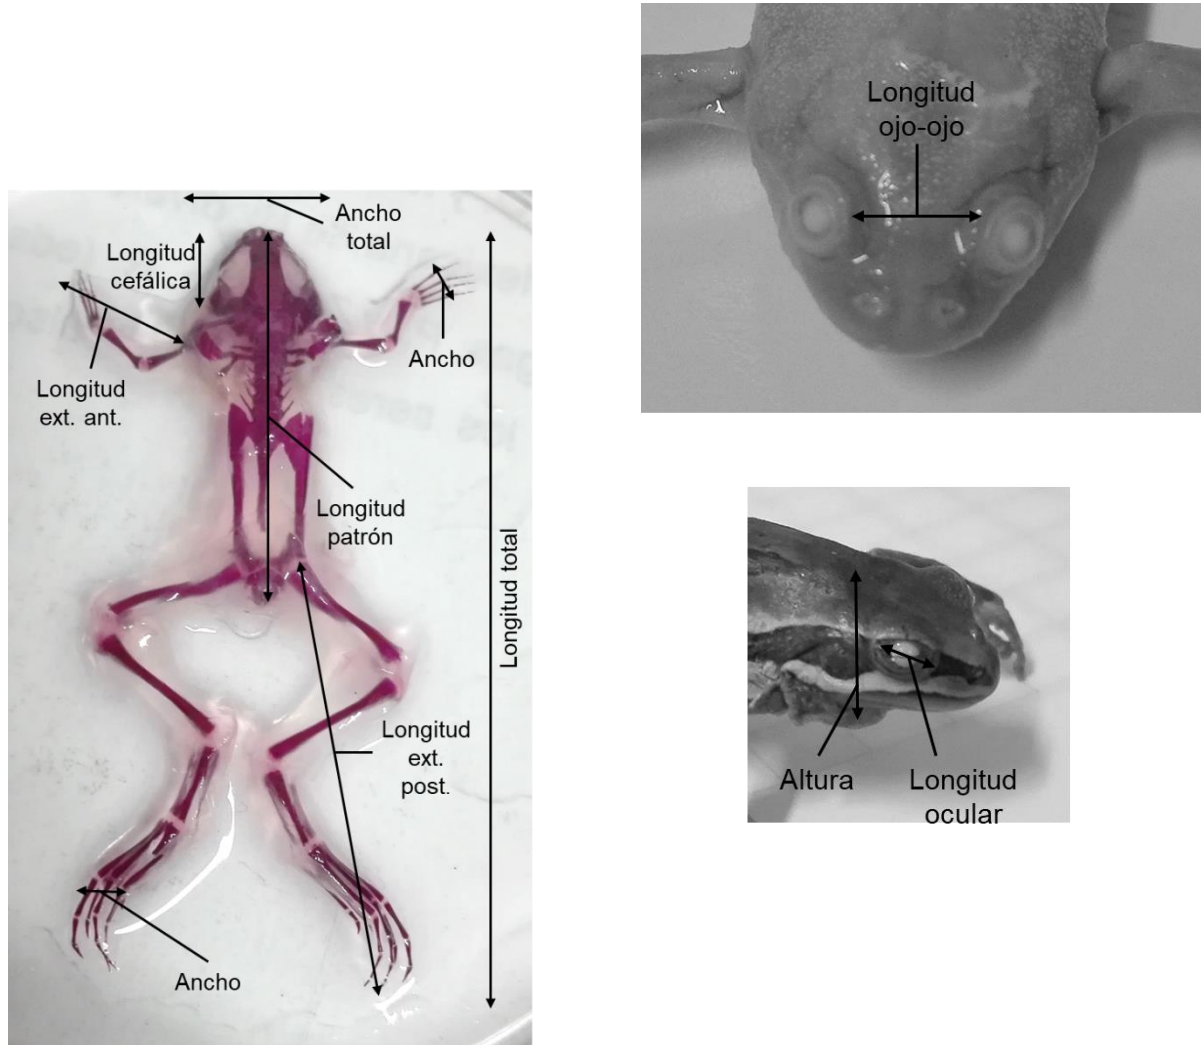 Ancho
total
Longitud
cefálica
Ancho
Longitud
ext. ant.
Longitud
patrón
Longitud total
Longitud
ext.
post.
Ancho
Longitud
ojo-ojo
Altura
Longitud
ocular